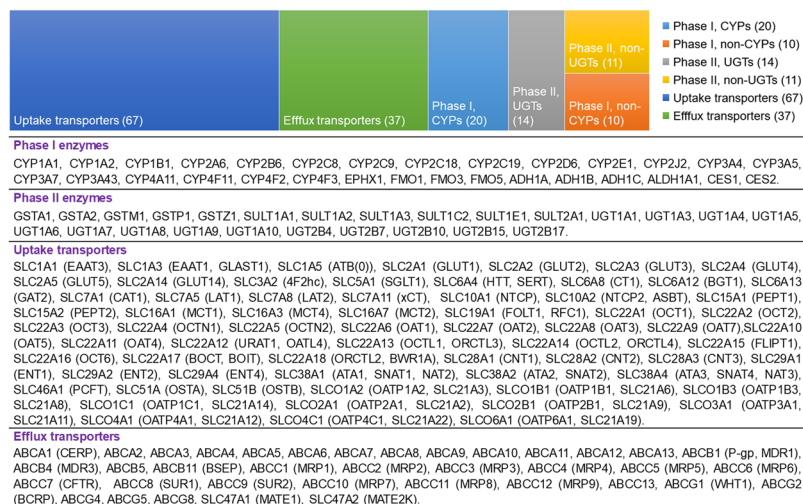 Uptake transporters (67)
Efffux transporters (37)
Phase I,
CYPs (20)
Phase II,
UGTs
(14)
Phase II, non-
UGTs (11)
Phase I, non-
CYPs (10)
Phase I, CYPs (20)
Phase I, non-CYPs (10)
Phase II, UGTs (14)
Phase II, non-UGTs (11)
Uptake transporters (67)
Efffux transporters (37)
Phase I enzymes
CYP1A1, CYP1A2, CYP1B1, CYP2A6, CYP2B6, CYP2C8, CYP2C9, CYP2C18, CYP2C19, CYP2D6, CYP2E1, CYP2J2, CYP3A4, CYP3A5,
CYP3A7, CYP3A43, CYP4A11, CYP4F11, CYP4F2, CYP4F3, EPHX1, FMO1, FMO3, FMO5, ADH1A, ADH1B, ADH1C, ALDH1A1, CES1, CES2.
Phase II enzymes
GSTA1, GSTA2, GSTM1, GSTP1, GSTZ1, SULT1A1, SULT1A2, SULT1A3, SULT1C2, SULT1E1, SULT2A1, UGT1A1, UGT1A3, UGT1A4, UGT1A5,
UGT1A6, UGT1A7, UGT1A8, UGT1A9, UGT1A10, UGT2B4, UGT2B7, UGT2B10, UGT2B15, UGT2B17.
Uptake transporters
SLC1A1 (EAAT3), SLC1A3 (EAAT1, GLAST1), SLC1A5 (ATB(0)), SLC2A1 (GLUT1), SLC2A2 (GLUT2), SLC2A3 (GLUT3), SLC2A4 (GLUT4),
SLC2A5 (GLUT5), SLC2A14 (GLUT14), SLC3A2 (4F2hc), SLC5A1 (SGLT1), SLC6A4 (HTT, SERT), SLC6A8 (CT1), SLC6A12 (BGT1), SLC6A13
(GAT2), SLC7A1 (CAT1), SLC7A5 (LAT1), SLC7A8 (LAT2), SLC7A11 (xCT), SLC10A1 (NTCP), SLC10A2 (NTCP2, ASBT), SLC15A1 (PEPT1),
SLC15A2 (PEPT2), SLC16A1 (MCT1), SLC16A3 (MCT4), SLC16A7 (MCT2), SLC19A1 (FOLT1, RFC1), SLC22A1 (OCT1), SLC22A2 (OCT2),
SLC22A3 (OCT3), SLC22A4 (OCTN1), SLC22A5 (OCTN2), SLC22A6 (OAT1), SLC22A7 (OAT2), SLC22A8 (OAT3), SLC22A9 (OAT7),SLC22A10
(OAT5), SLC22A11 (OAT4), SLC22A12 (URAT1, OATL4), SLC22A13 (OCTL1, ORCTL3), SLC22A14 (OCTL2, ORCTL4), SLC22A15 (FLIPT1),
SLC22A16 (OCT6), SLC22A17 (BOCT, BOIT), SLC22A18 (ORCTL2, BWR1A), SLC28A1 (CNT1), SLC28A2 (CNT2), SLC28A3 (CNT3), SLC29A1
(ENT1), SLC29A2 (ENT2), SLC29A4 (ENT4), SLC38A1 (ATA1, SNAT1, NAT2), SLC38A2 (ATA2, SNAT2), SLC38A4 (ATA3, SNAT4, NAT3),
SLC46A1 (PCFT), SLC51A (OSTA), SLC51B (OSTB), SLCO1A2 (OATP1A2, SLC21A3), SLCO1B1 (OATP1B1, SLC21A6), SLCO1B3 (OATP1B3,
SLC21A8), SLCO1C1 (OATP1C1, SLC21A14), SLCO2A1 (OATP2A1, SLC21A2), SLCO2B1 (OATP2B1, SLC21A9), SLCO3A1 (OATP3A1,
SLC21A11), SLCO4A1 (OATP4A1, SLC21A12), SLCO4C1 (OATP4C1, SLC21A22), SLCO6A1 (OATP6A1, SLC21A19).
Efflux transporters
ABCA1 (CERP), ABCA2, ABCA3, ABCA4, ABCA5, ABCA6, ABCA7, ABCA8, ABCA9, ABCA10, ABCA11, ABCA12, ABCA13, ABCB1 (P-gp, MDR1),
ABCB4 (MDR3), ABCB5, ABCB11 (BSEP), ABCC1 (MRP1), ABCC2 (MRP2), ABCC3 (MRP3), ABCC4 (MRP4), ABCC5 (MRP5), ABCC6 (MRP6),
ABCC7 (CFTR), ABCC8 (SUR1), ABCC9 (SUR2), ABCC10 (MRP7), ABCC11 (MRP8), ABCC12 (MRP9), ABCC13, ABCG1 (WHT1), ABCG2
(BCRP), ABCG4, ABCG5, ABCG8, SLC47A1 (MATE1), SLC47A2 (MATE2K).